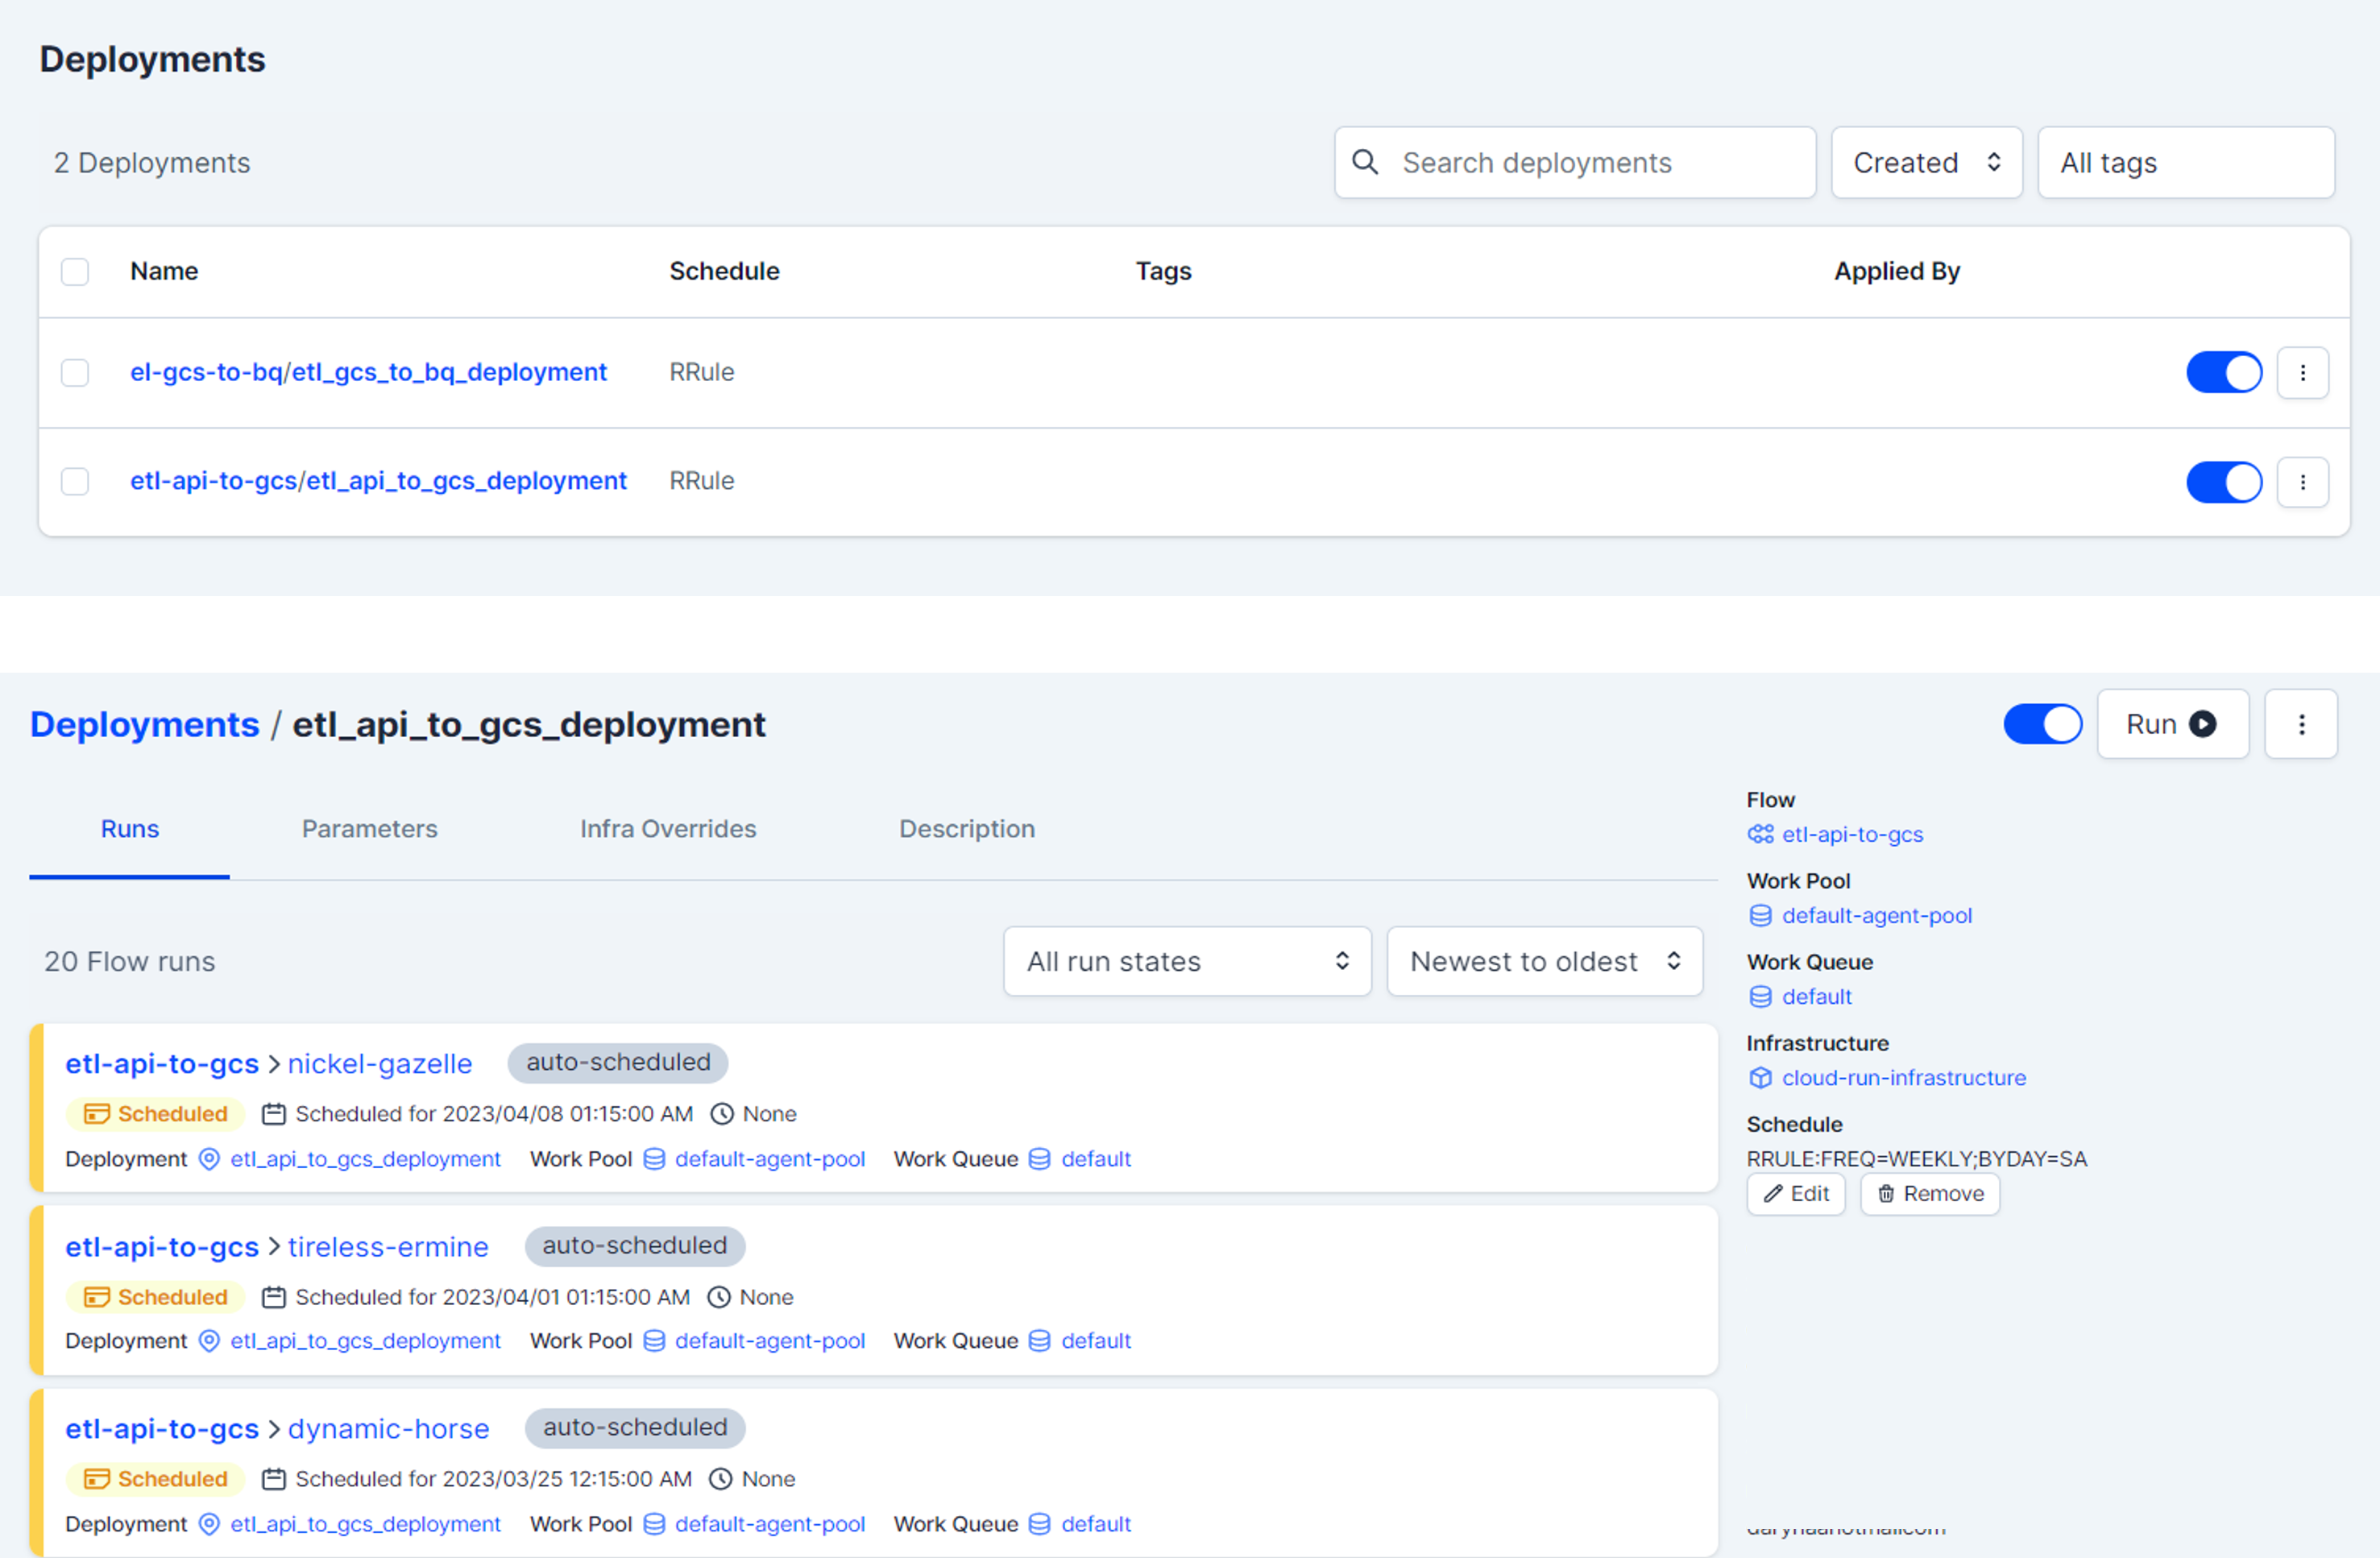 Deployments
2 Deployments
Search deployments
Created
All tags
Name Schedule Tags Applied By
el-gcs-to-bq/etl_gcs_to_bq_deployment RRule
etl-api-to-gcs/etl_api_to_gcs_deployment RRule
Deployments / etl_api_to_gcs_deployment
Run
Runs Parameters Infra Overrides Description
20 Flow runs
All run states
Newest to oldest
etl-api-to-gcs > nickel-gazelle auto-scheduled
Scheduled Scheduled for 2023/04/08 01:15:00 AM None
Deployment etl_api_to_gcs_deployment Work Pool default-agent-pool Work Queue default
etl-api-to-gcs > tireless-ermine auto-scheduled
Scheduled Scheduled for 2023/04/01 01:15:00 AM None
Deployment etl_api_to_gcs_deployment Work Pool default-agent-pool Work Queue default
etl-api-to-gcs > dynamic-horse auto-scheduled
Scheduled Scheduled for 2023/03/25 12:15:00 AM None
Deployment etl_api_to_gcs_deployment Work Pool default-agent-pool Work Queue default
Flow
etl-api-to-gcs
Work Pool
default-agent-pool
Work Queue
default
Infrastructure
cloud-run-infrastructure
Schedule
RRULE:FREQ=WEEKLY;BYDAY=SA
Edit Remove